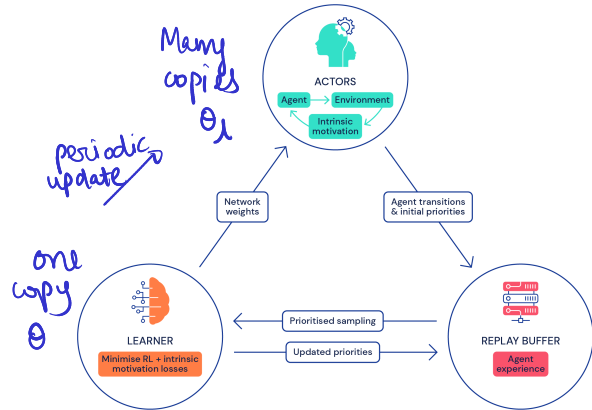 Many
copies
θ_l
periodic
update
one
copy
θ
ACTORS
Agent
Environment
Intrinsic
motivation
Network
weights
Agent transitions
& initial priorities
LEARNER
Minimise RL + intrinsic
motivation losses
Prioritised sampling
Updated priorities
REPLAY BUFFER
Agent
experience